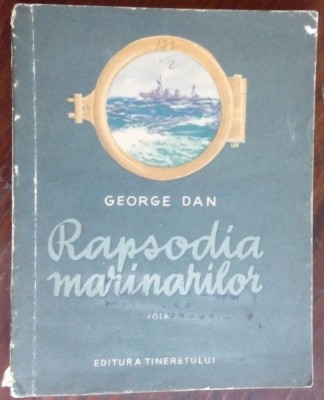 GEORGE DAN
Rapsodia
marinarilor
EDITURA TINERETULUI